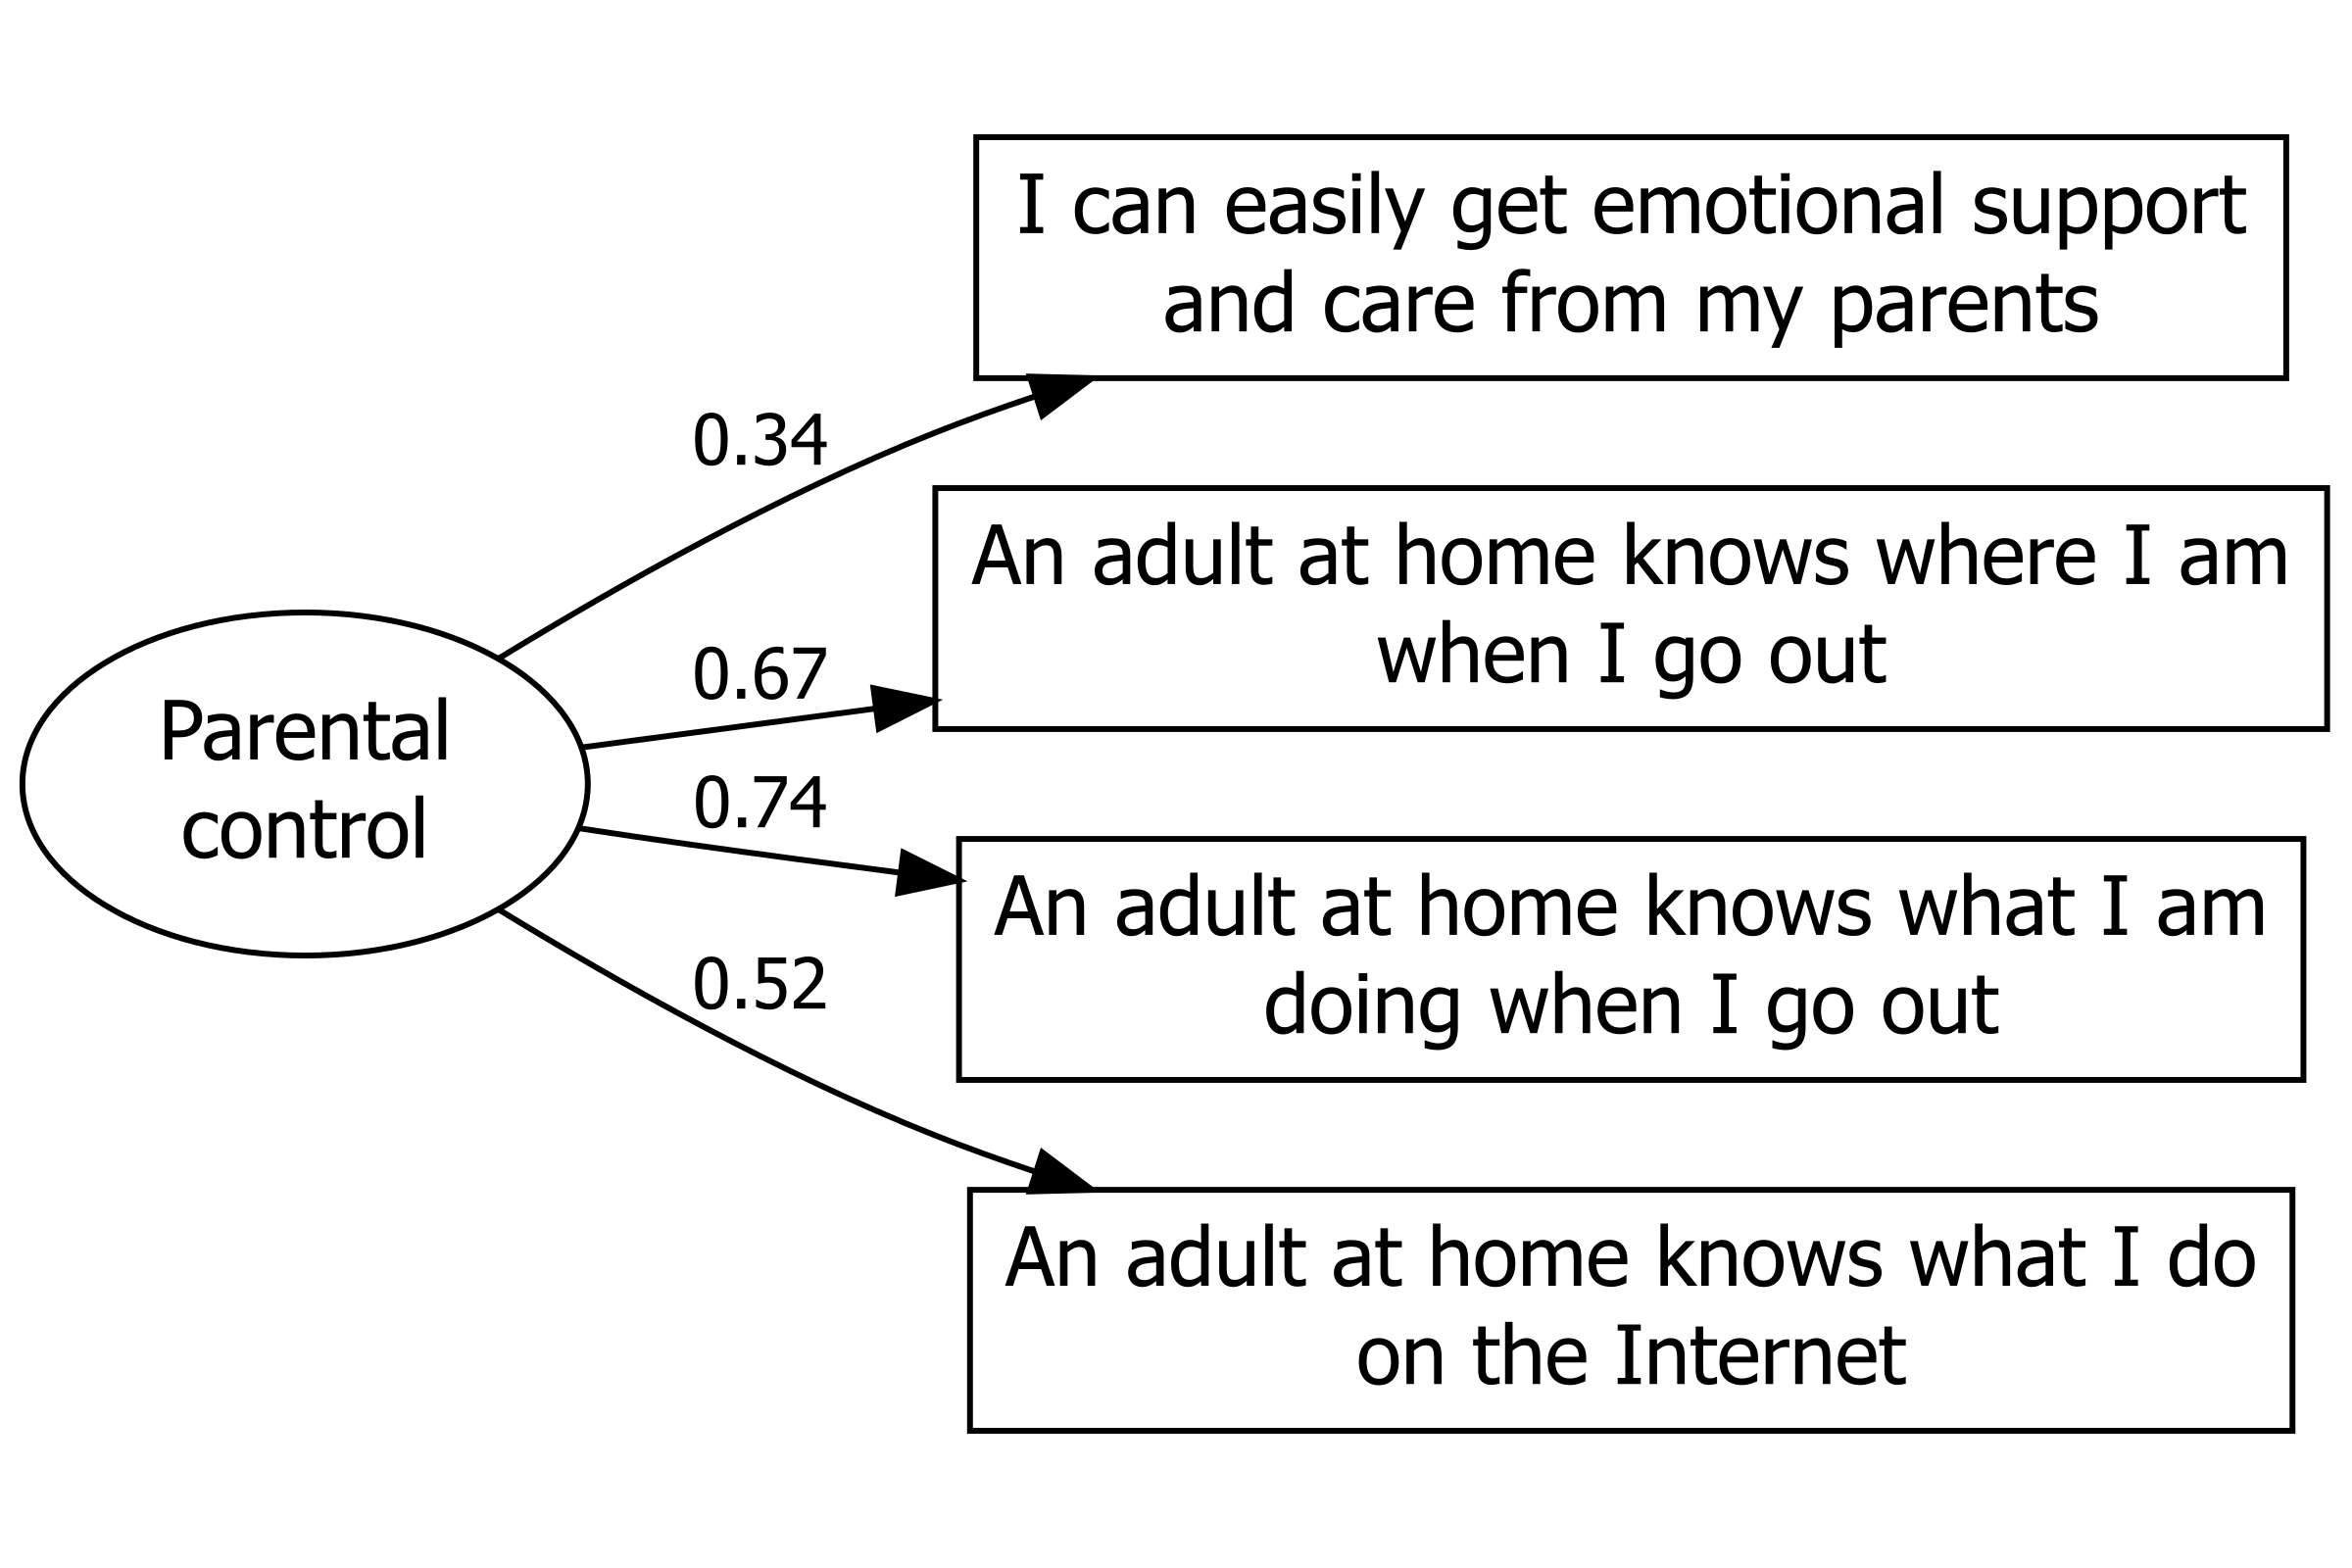 Parental
control
0.34
0.67
0.74
0.52
I can easily get emotional support
and care from my parents
An adult at home knows where I am
when I go out
An adult at home knows what I am
doing when I go out
An adult at home knows what I do
on the Internet